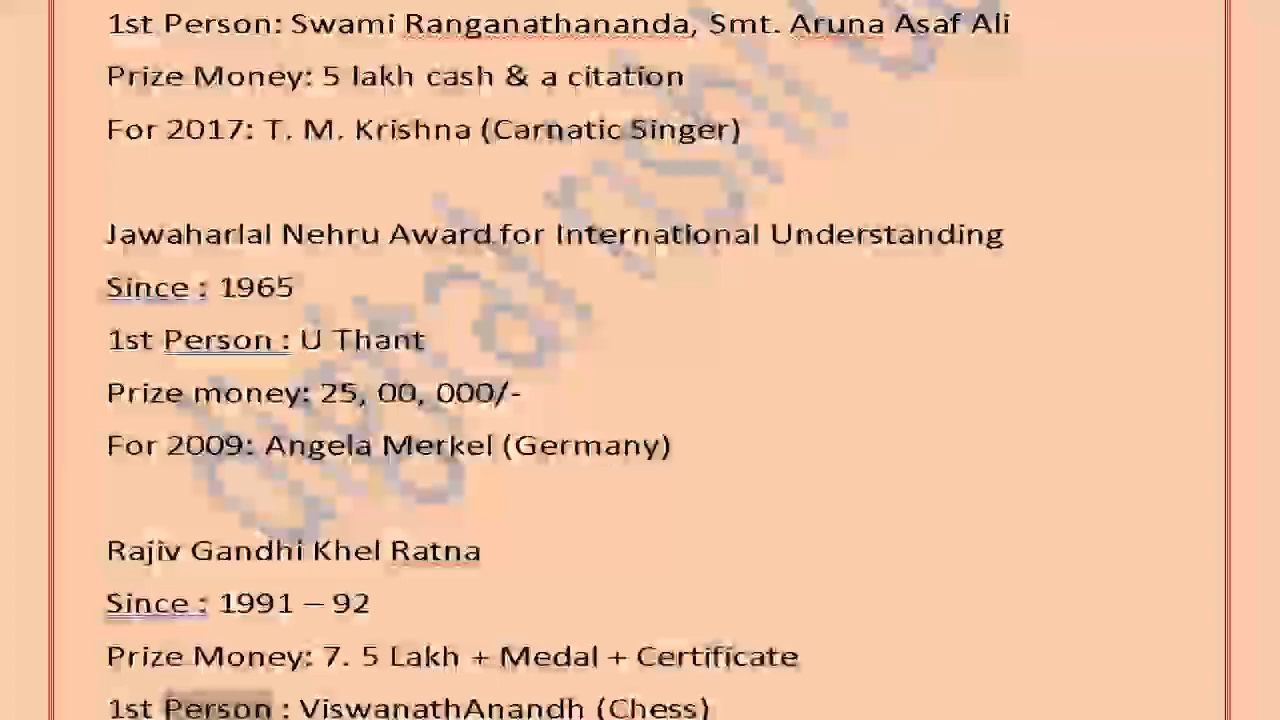 1st Person: Swami Ranganathananda, Smt. Aruna Asaf Ali
Prize Money: 5 lakh cash & a citation
For 2017: T. M. Krishna (Carnatic Singer)
Jawaharlal Nehru Award for International Understanding
Since : 1965
1st Person : U Thant
Prize money: 25, 00, 000/-
For 2009: Angela Merkel (Germany)
Rajiv Gandhi Khel Ratna
Since : 1991 – 92
Prize Money: 7. 5 Lakh + Medal + Certificate
1st Person : ViswanathAnandh (Chess)